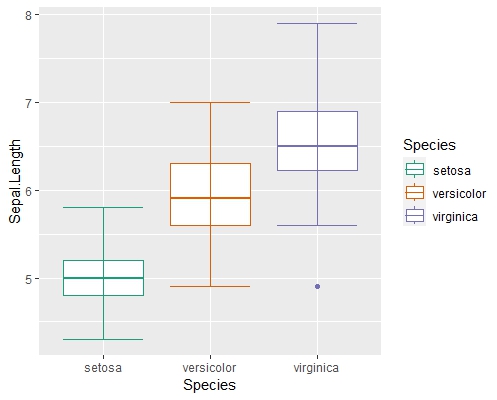 8
7
6
5
Sepal.Length
setosa
versicolor
virginica
Species
Species
setosa
versicolor
virginica